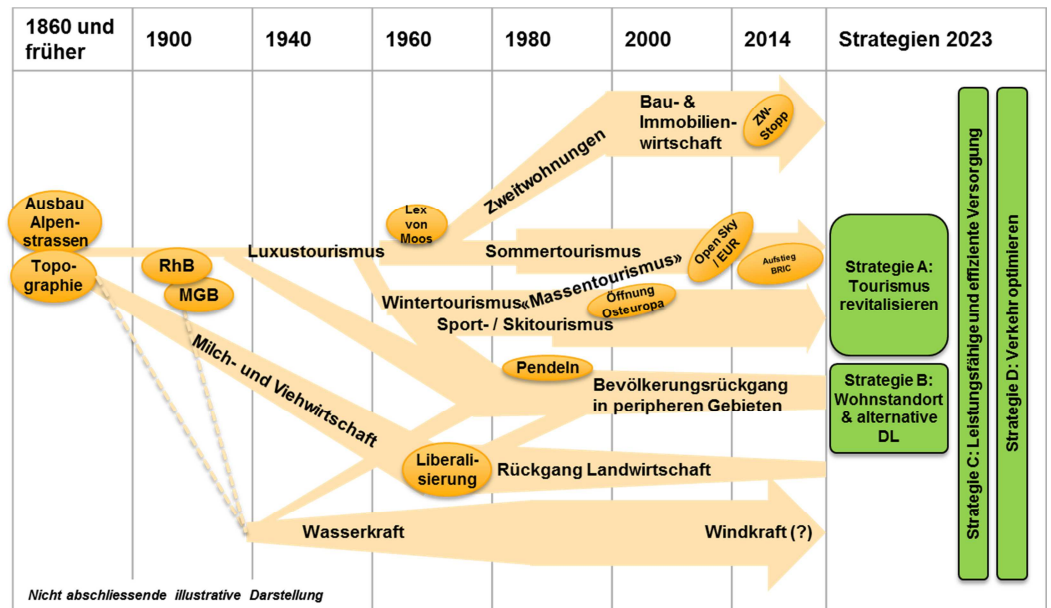 1860 und
früher
1900
1940
1960
1980
2000
2014
Strategien 2023
Bau- &
Immobilien-
wirtschaft
ZW-
Stopp
Zweitwohnungen
Ausbau
Alpen-
strassen
Topo-
graphie
RhB
MGB
Luxustourismus
Lex
von
Moos
Sommertourismus
Open Sky
/ EUR
Aufstieg
BRIC
«Massentourismus»
Wintertourismus
Öffnung
Osteuropa
Sport- / Skitourismus
Milch- und Viehwirtschaft
Pendeln
Bevölkerungsrückgang
in peripheren Gebieten
Liberali-
sierung
Rückgang Landwirtschaft
Wasserkraft
Windkraft (?)
Strategie A:
Tourismus
revitalisieren
Strategie B:
Wohnstandort
& alternative
DL
Strategie C: Leistungsfähige und effiziente Versorgung
Strategie D: Verkehr optimieren
Nicht abschliessende illustrative Darstellung